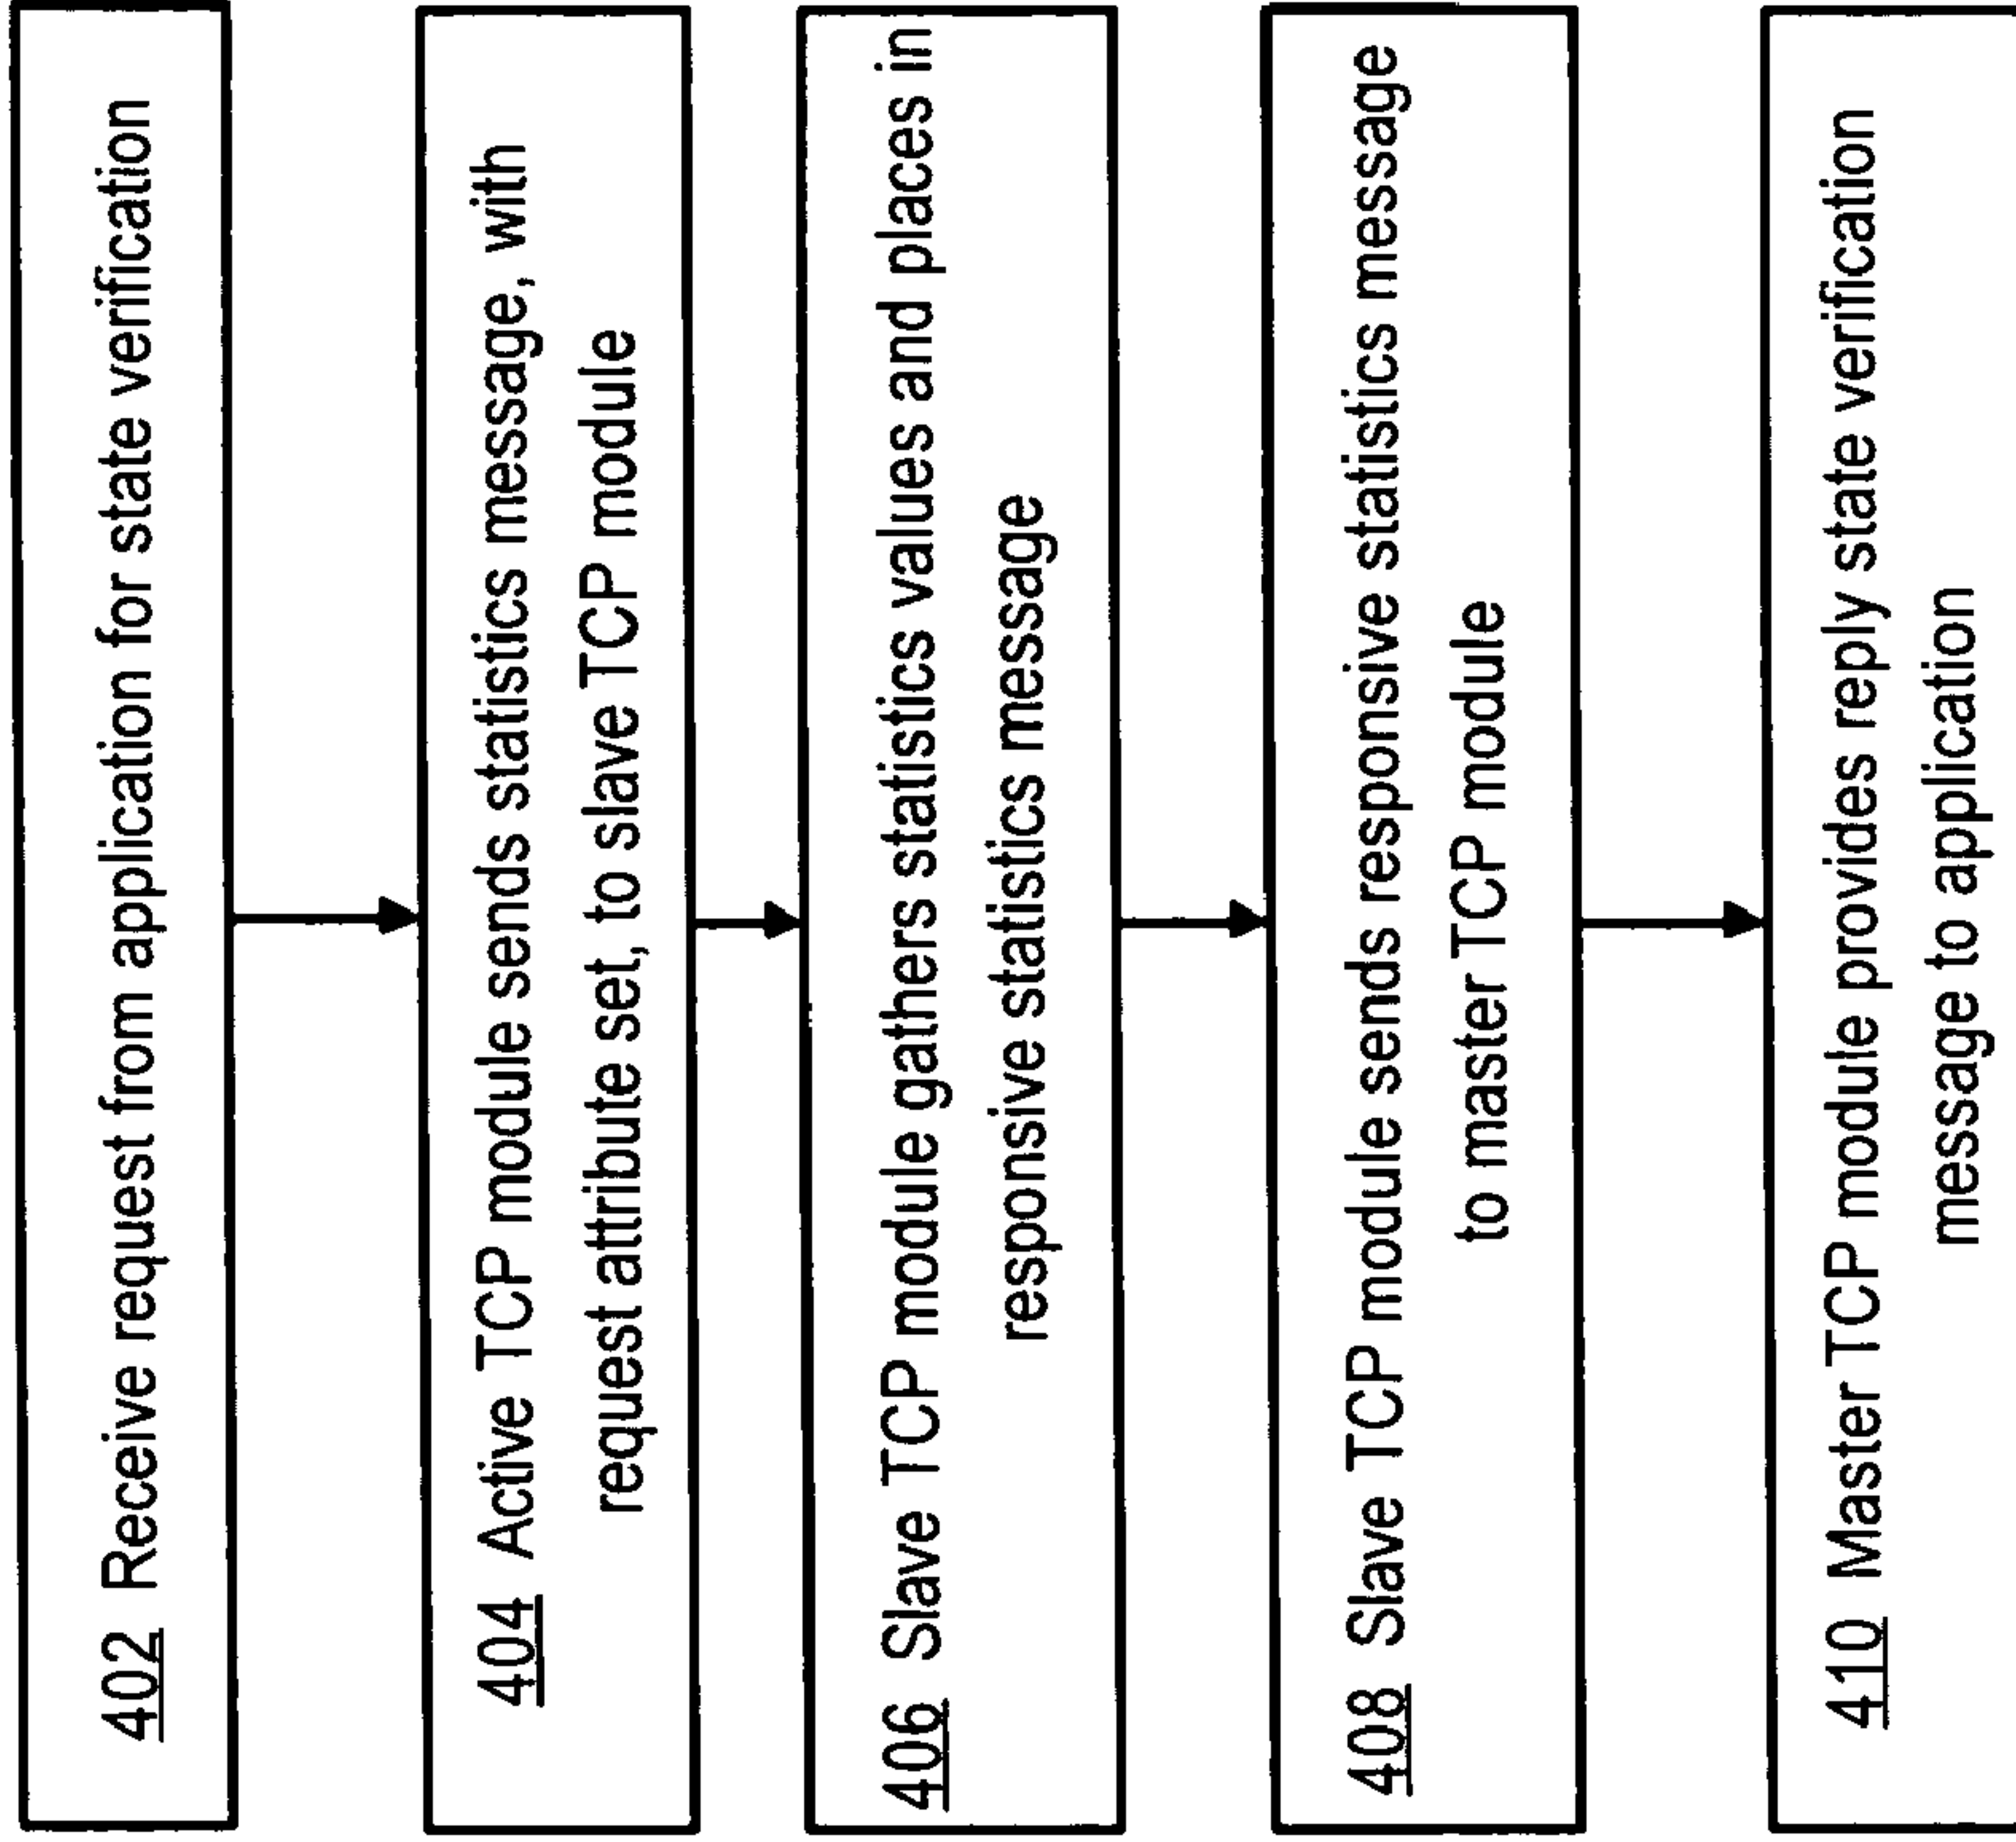 402 Receive request from application for state verification
404 Active TCP module sends statistics message, with
request attribute set, to slave TCP module
406 Slave TCP module gathers statistics values and places in
responsive statistics message
408 Slave TCP module sends responsive statistics message
to master TCP module
410 Master TCP module provides reply state verification
message to application